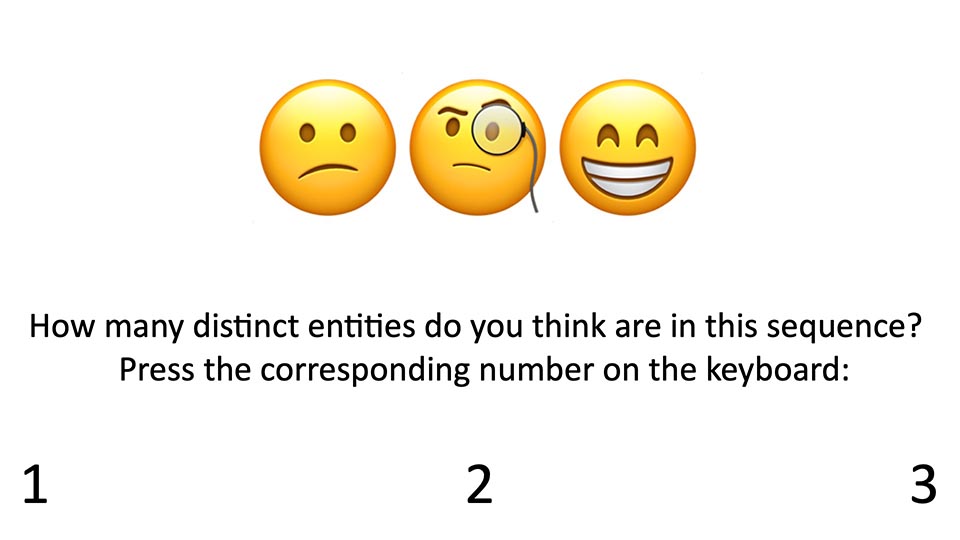 How many distinct entities do you think are in this sequence?
Press the corresponding number on the keyboard:
1 2 3